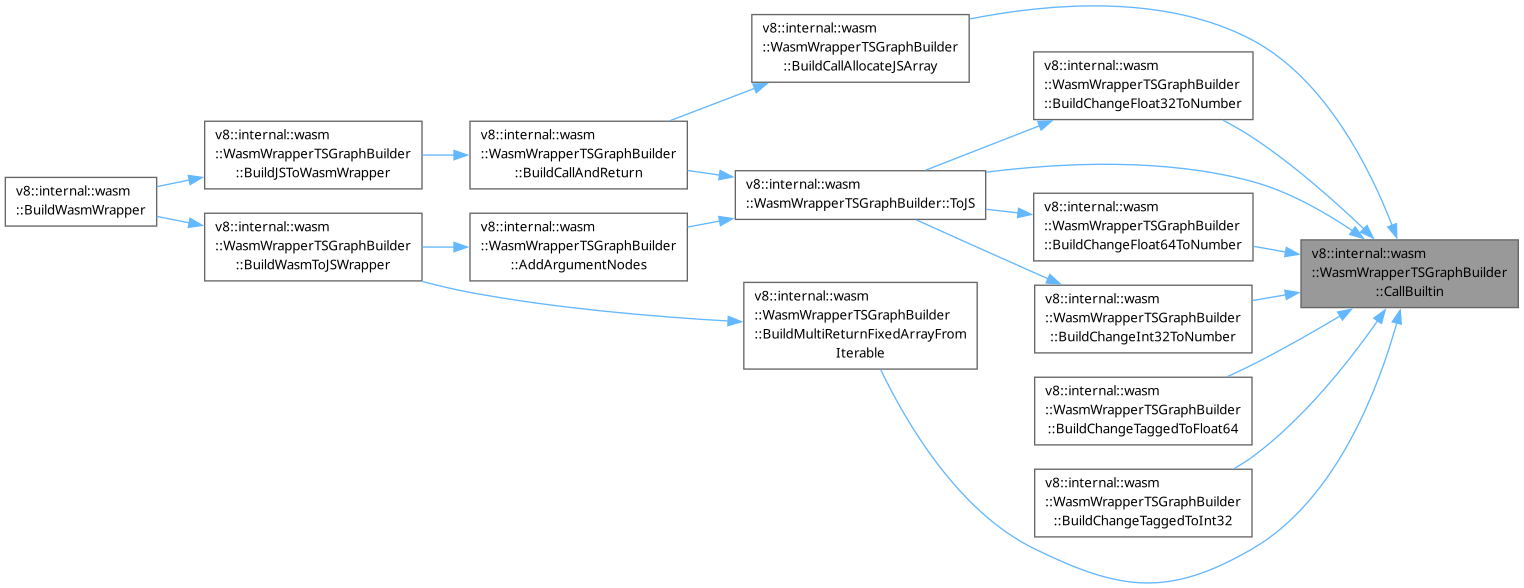 v8::internal::wasm
::BuildWasmWrapper
v8::internal::wasm
::WasmWrapperTSGraphBuilder
::BuildJSToWasmWrapper
v8::internal::wasm
::WasmWrapperTSGraphBuilder
::BuildWasmToJSWrapper
v8::internal::wasm
::WasmWrapperTSGraphBuilder
::BuildCallAndReturn
v8::internal::wasm
::WasmWrapperTSGraphBuilder
::AddArgumentNodes
v8::internal::wasm
::WasmWrapperTSGraphBuilder
::BuildCallAllocateJSArray
v8::internal::wasm
::WasmWrapperTSGraphBuilder::ToJS
v8::internal::wasm
::WasmWrapperTSGraphBuilder
::BuildMultiReturnFixedArrayFrom
Iterable
v8::internal::wasm
::WasmWrapperTSGraphBuilder
::BuildChangeFloat32ToNumber
v8::internal::wasm
::WasmWrapperTSGraphBuilder
::BuildChangeFloat64ToNumber
v8::internal::wasm
::WasmWrapperTSGraphBuilder
::BuildChangeInt32ToNumber
v8::internal::wasm
::WasmWrapperTSGraphBuilder
::BuildChangeTaggedToFloat64
v8::internal::wasm
::WasmWrapperTSGraphBuilder
::BuildChangeTaggedToInt32
v8::internal::wasm
::WasmWrapperTSGraphBuilder
::CallBuiltin